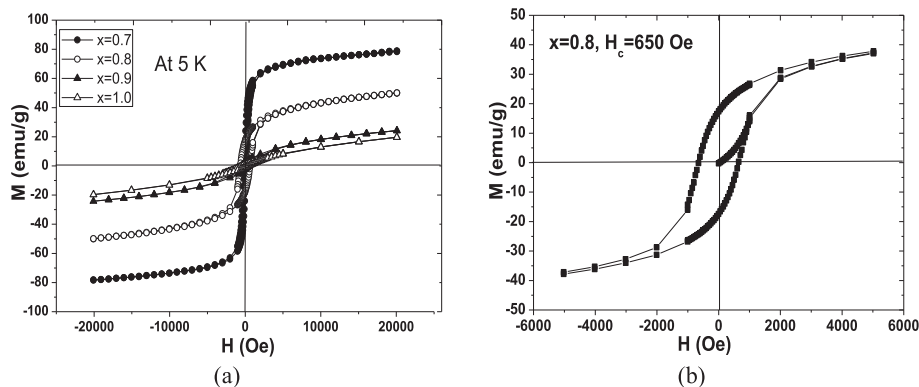 (a)
100
80
60
40
20
0
-20
-40
-60
-80
-100
M (emu/g)
x=0.7
x=0.8
x=0.9
x=1.0
At 5 K
-20000 -10000 0 10000 20000
H (Oe)
(a)
50
40
30
20
10
0
-10
-20
-30
-40
-50
M (emu/g)
x=0.8, Hc=650 Oe
-6000 -4000 -2000 0 2000 4000 6000
H (Oe)
(b)